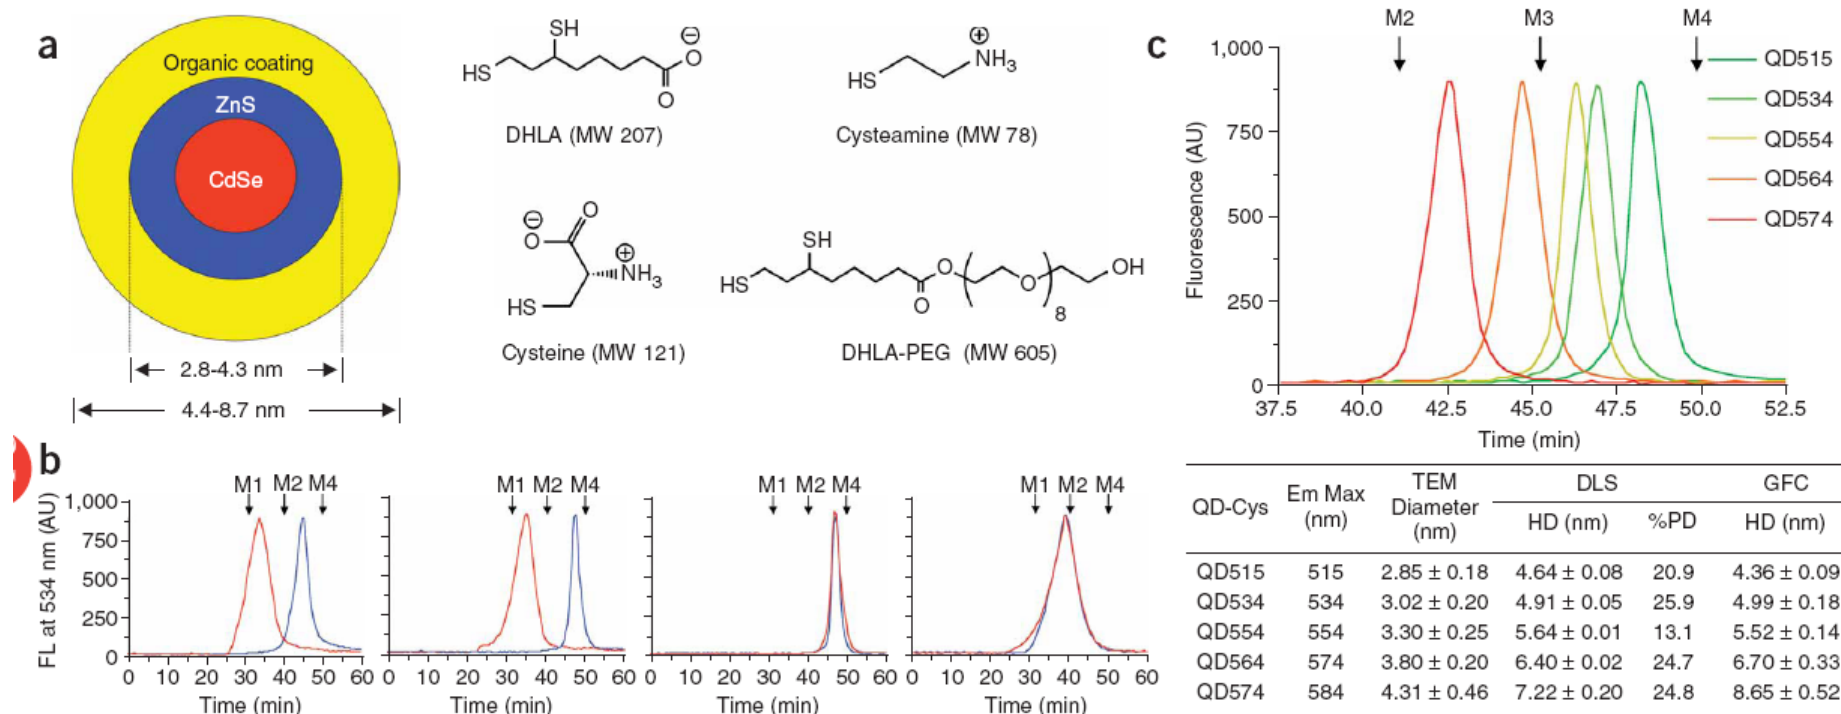 a
Organic coating
ZnS
CdSe
2.8-4.3 nm
4.4-8.7 nm
SH
HS
O
⊖
O
DHLA (MW 207)
⊕
NH3
HS
Cysteamine (MW 78)
⊖
O
O
⊕
NH3
HS
Cysteine (MW 121)
SH
HS
O
O
O
8
OH
DHLA-PEG (MW 605)
b
FL at 534 nm (AU)
1,000
750
500
250
0
M1 M2 M4
0 10 20 30 40 50 60
Time (min)
M1 M2 M4
0 10 20 30 40 50 60
Time (min)
M1 M2 M4
0 10 20 30 40 50 60
Time (min)
M1 M2 M4
0 10 20 30 40 50 60
Time (min)
c
M2 M3 M4
Fluorescence (AU)
1,000
750
500
250
0
37.5 40.0 42.5 45.0 47.5 50.0 52.5
Time (min)
QD515
QD534
QD554
QD564
QD574
QD-Cys Em Max (nm) TEM Diameter (nm) DLS GFC
HD (nm) %PD HD (nm)
QD515 515 2.85 ± 0.18 4.64 ± 0.08 20.9 4.36 ± 0.09
QD534 534 3.02 ± 0.20 4.91 ± 0.05 25.9 4.99 ± 0.18
QD554 554 3.30 ± 0.25 5.64 ± 0.01 13.1 5.52 ± 0.14
QD564 574 3.80 ± 0.20 6.40 ± 0.02 24.7 6.70 ± 0.33
QD574 584 4.31 ± 0.46 7.22 ± 0.20 24.8 8.65 ± 0.52